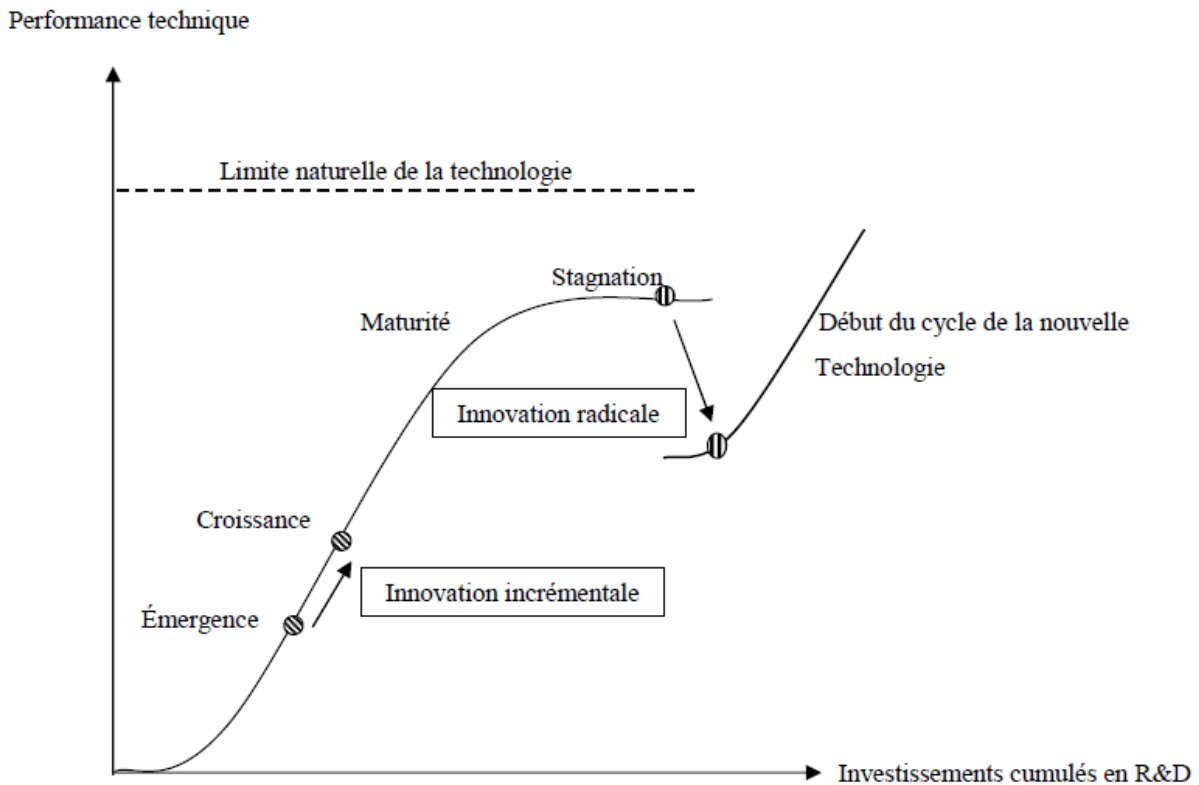 Performance technique
Limite naturelle de la technologie
Stagnation
Maturité
Début du cycle de la nouvelle
Technologie
Innovation radicale
Croissance
Innovation incrémentale
Émergence
Investissements cumulés en R&D